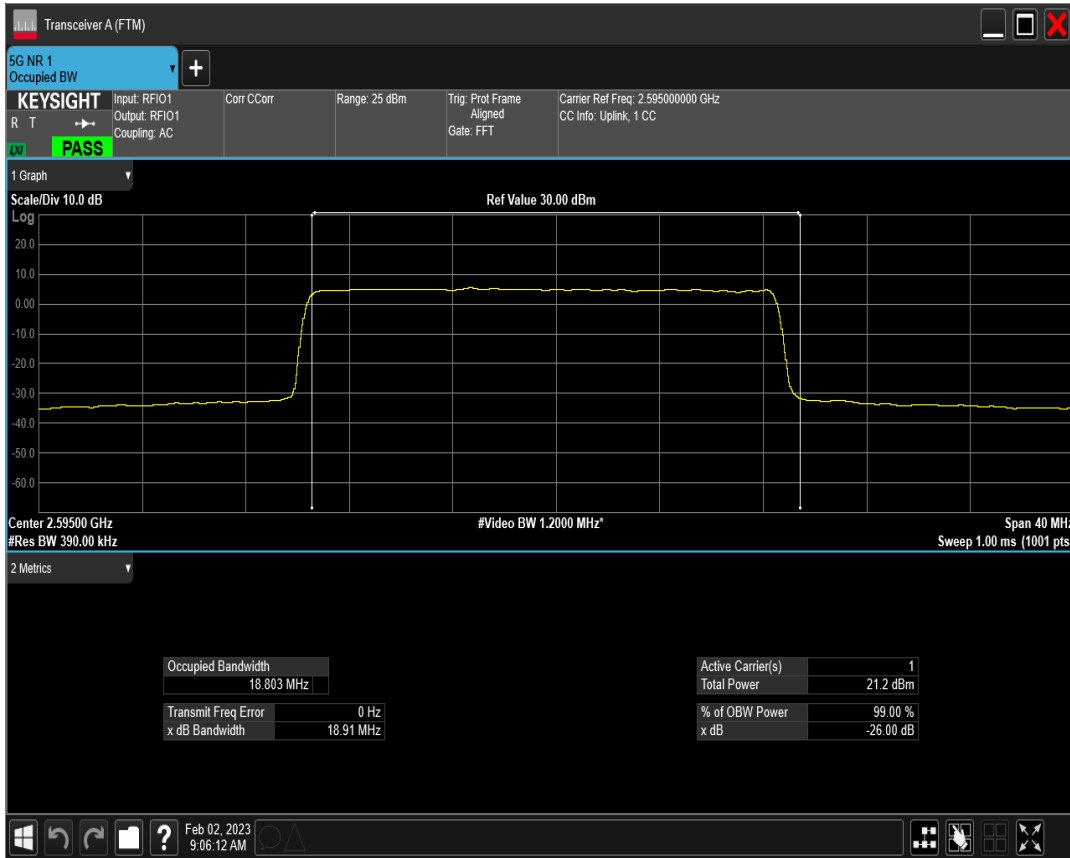 Transceiver A (FTM)
5G NR 1
Occupied BW
+
KEYSIGHT
R T
LXI
PASS
Input: RFIO1
Output: RFIO1
Coupling: AC
Corr CCorr
Range: 25 dBm
Trig: Prot Frame
Aligned
Gate: FFT
Carrier Ref Freq: 2.595000000 GHz
CC Info: Uplink, 1 CC
1 Graph
Scale/Div 10.0 dB
Ref Value 30.00 dBm
Log
20.0
10.0
0.00
-10.0
-20.0
-30.0
-40.0
-50.0
-60.0
Center 2.59500 GHz
#Video BW 1.2000 MHz*
Span 40 MHz
#Res BW 390.00 kHz
Sweep 1.00 ms (1001 pts
2 Metrics
Occupied Bandwidth
18.803 MHz
Transmit Freq Error 0 Hz
x dB Bandwidth 18.91 MHz
Active Carrier(s) 1
Total Power 21.2 dBm
% of OBW Power 99.00 %
x dB -26.00 dB
?
Feb 02, 2023
9:06:12 AM